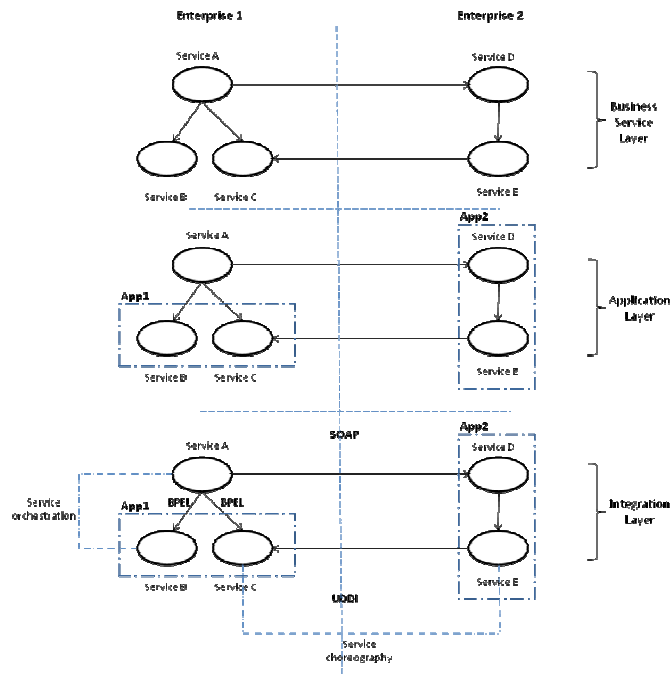 Enterprise 1
Enterprise 2
Service A
Service D
Business
Service
Layer
Service B
Service C
Service E
App2
Service A
Service D
App1
Application
Layer
Service B
Service C
Service E
SOAP
App2
Service A
Service D
Service
orchestration
App1
BPEL
BPEL
Integration
Layer
Service B
Service C
Service E
UDDI
Service
choreography